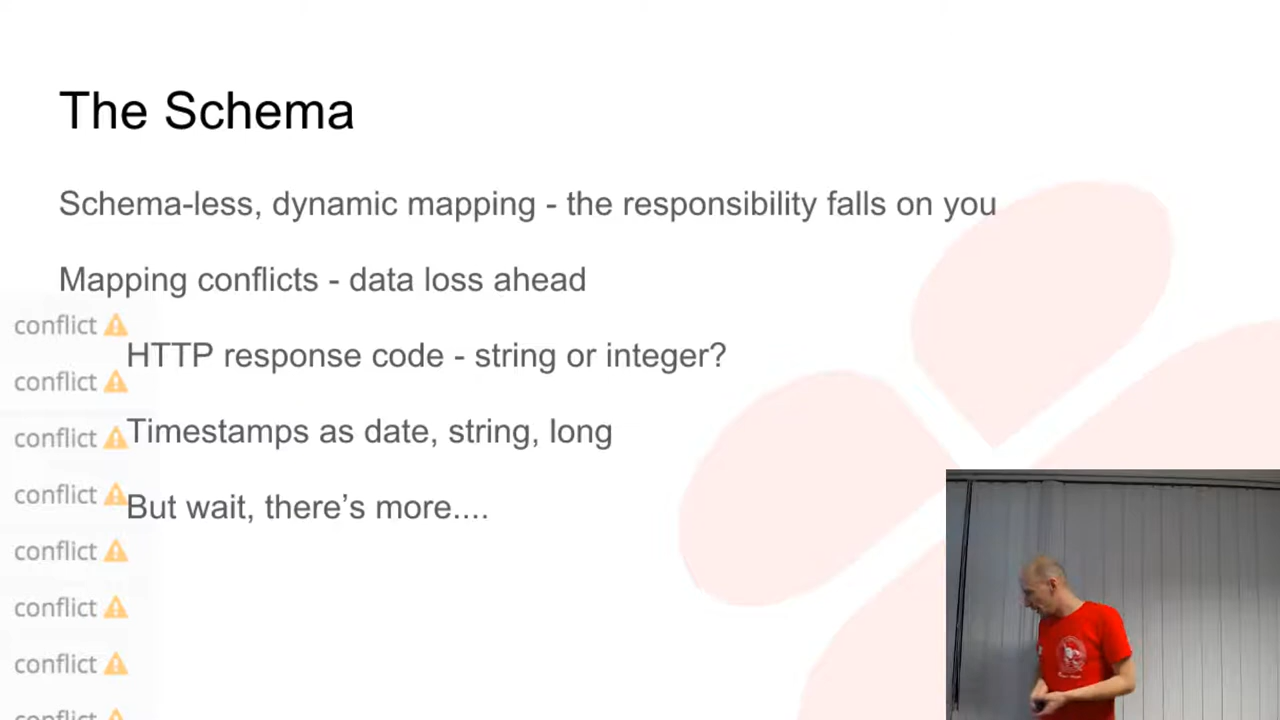 The Schema
Schema-less, dynamic mapping - the responsibility falls on you
Mapping conflicts - data loss ahead
conflict
HTTP response code - string or integer?
conflict
Timestamps as date, string, long
conflict
conflict
But wait, there’s more....
conflict
conflict
conflict
conflict